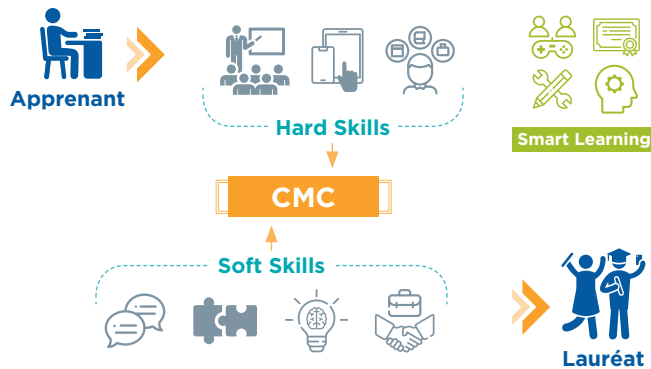 Apprenant
Hard Skills
Smart Learning
CMC
Soft Skills
Lauréat